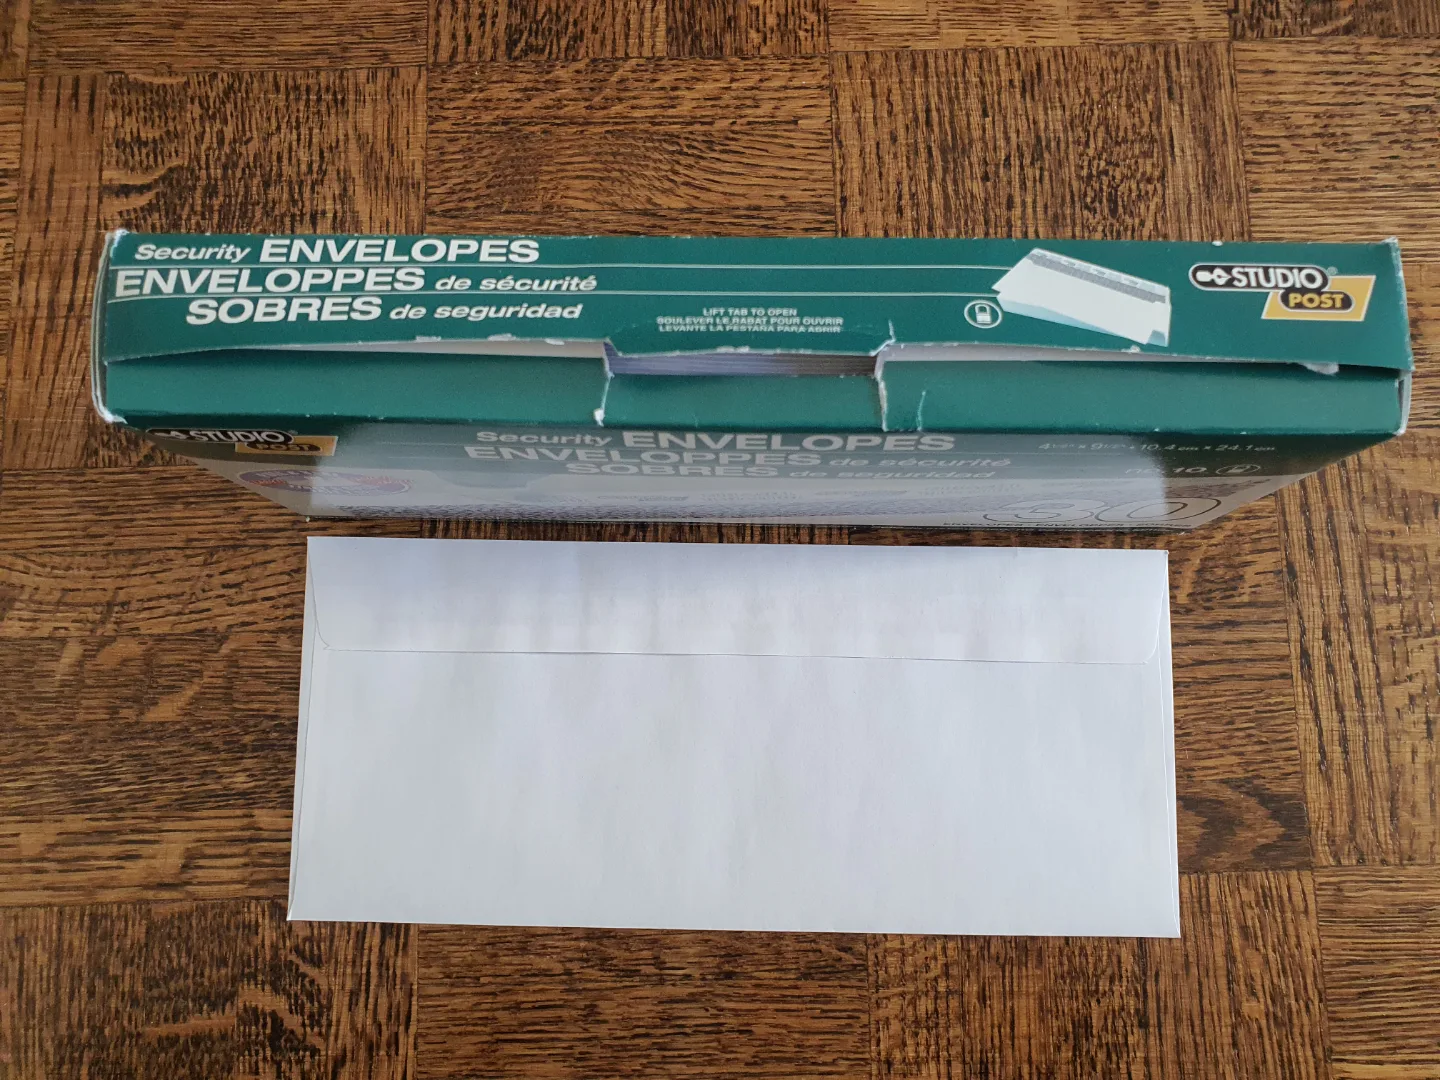 Security ENVELOPES
ENVELOPPES de sécurité
SOBRES de seguridad
LIFT TAB TO OPEN
SOULEVER LE RABAT POUR OUVRIR
LEVANTE LA PESTAÑA PARA ABRIR
STUDIO®
POST
STUDIO®
POST
Security ENVELOPES
ENVELOPPES de sécurité
SOBRES de seguridad
10.4 cm x 24.1 cm
10
80